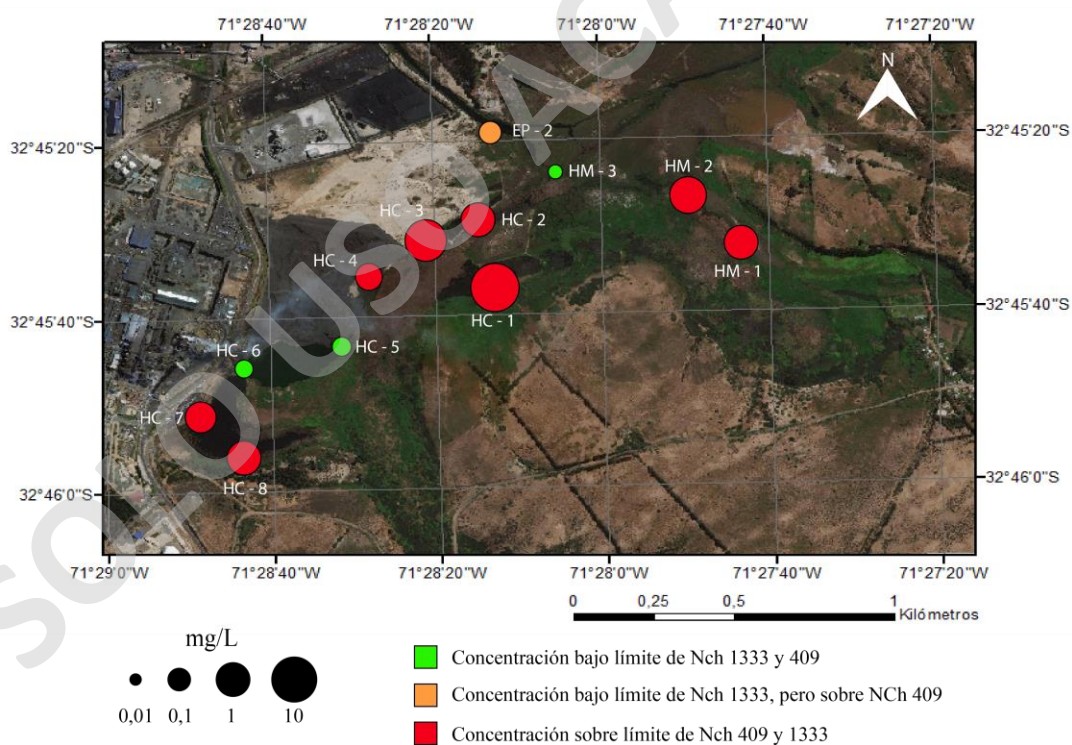 71°28'40"W 71°28'20"W 71°28'0"W 71°27'40"W 71°27'20"W
N
EP - 2
32°45'20"S 32°45'20"S
HM - 3
HM - 2
HC - 3
HC - 2
HC - 4
HM - 1
32°45'40"S 32°45'40"S
HC - 1
HC - 6
HC - 5
HC - 7
HC - 8
32°46'0"S 32°46'0"S
71°29'0"W 71°28'40"W 71°28'20"W 71°28'0"W 71°27'40"W 71°27'20"W
0 0,25 0,5 1
Kilómetros
mg/L
0,01 0,1 1 10
Concentración bajo límite de Nch 1333 y 409
Concentración bajo límite de Nch 1333, pero sobre NCh 409
Concentración sobre límite de Nch 409 y 1333
SOLO USO ACA